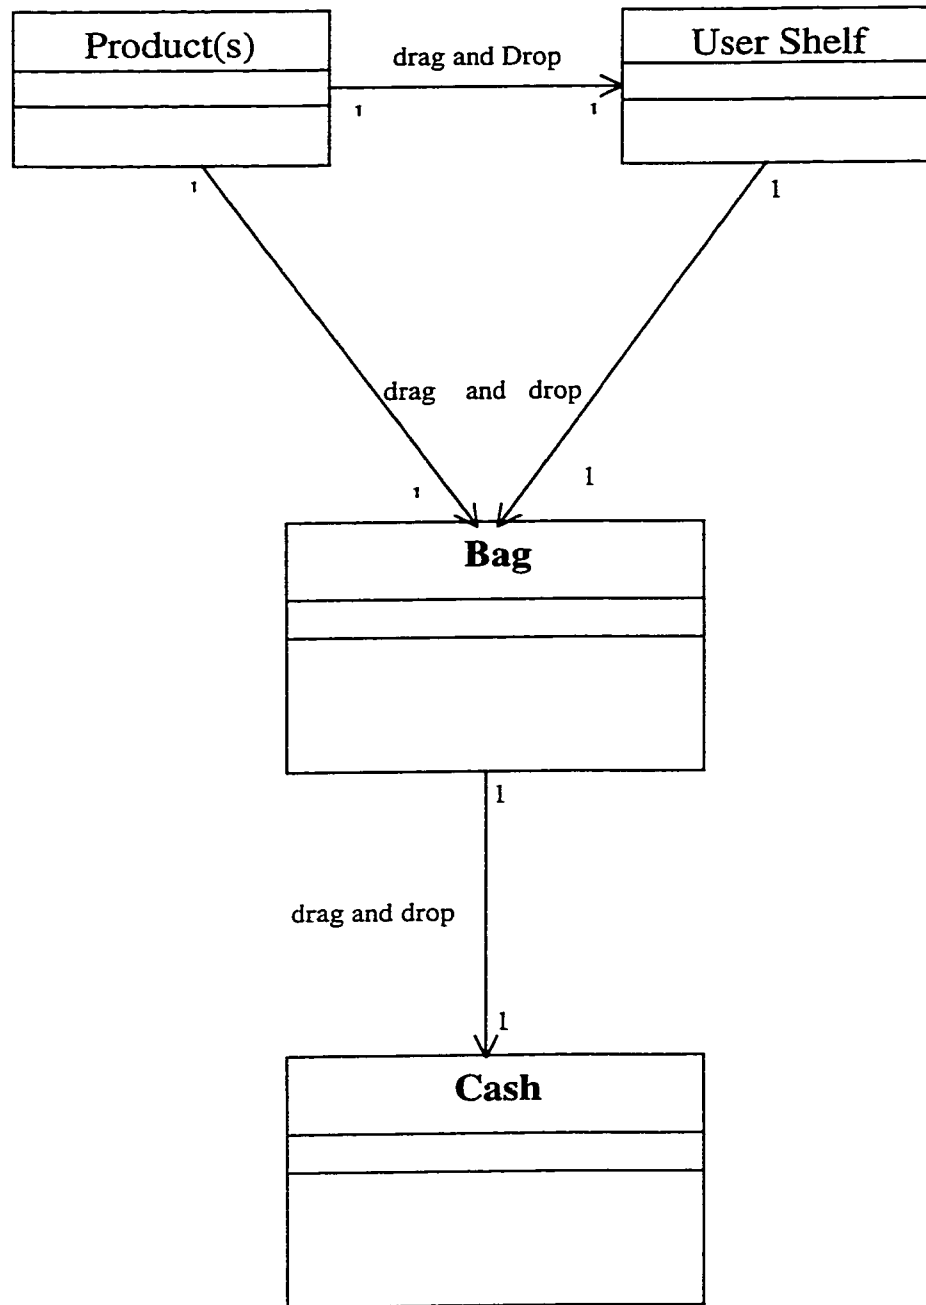 Product(s)
User Shelf
drag and Drop
1
1
1
1
drag and drop
1
1
Bag
1
drag and drop
1
Cash